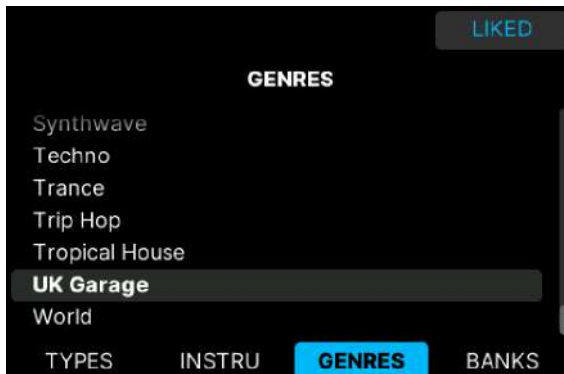 LIKED
GENRES
Synthwave
Techno
Trance
Trip Hop
Tropical House
UK Garage
World
TYPES INSTRU GENRES BANKS